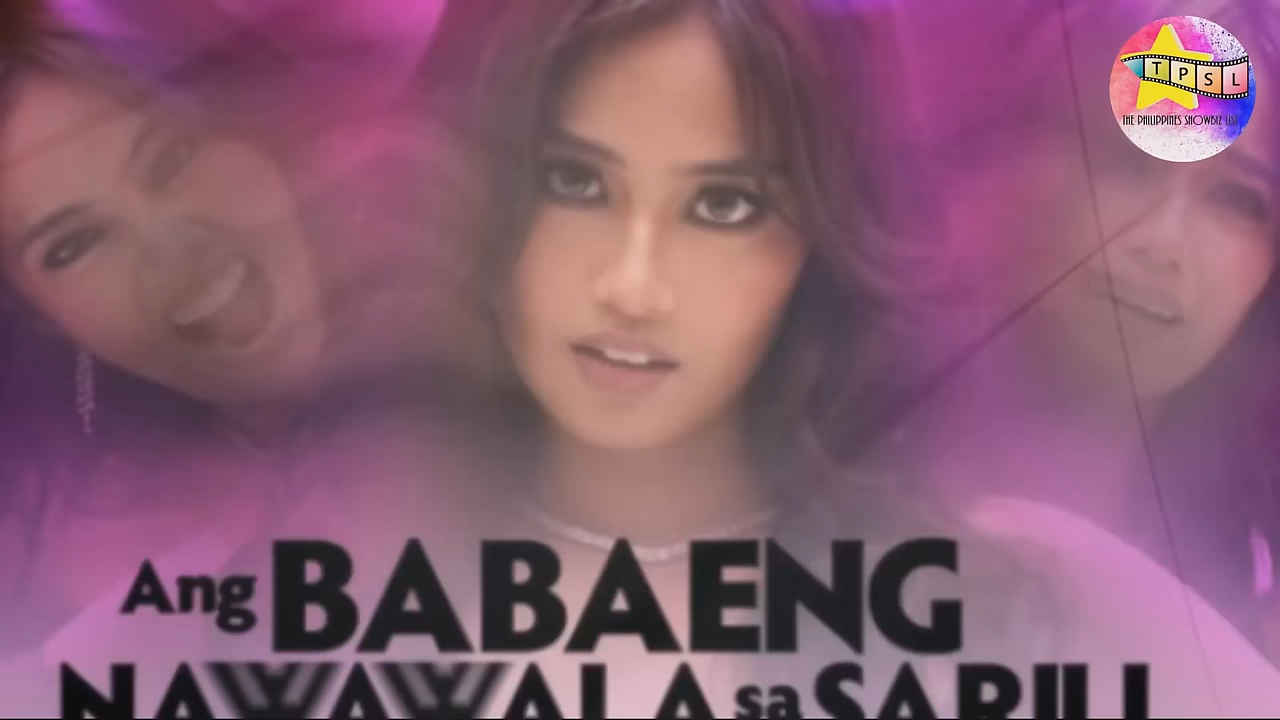 TPSL
THE PHILIPPINES SHOWBIZ LIST
Ang BABAENG
NAWAWALA sa SARILI